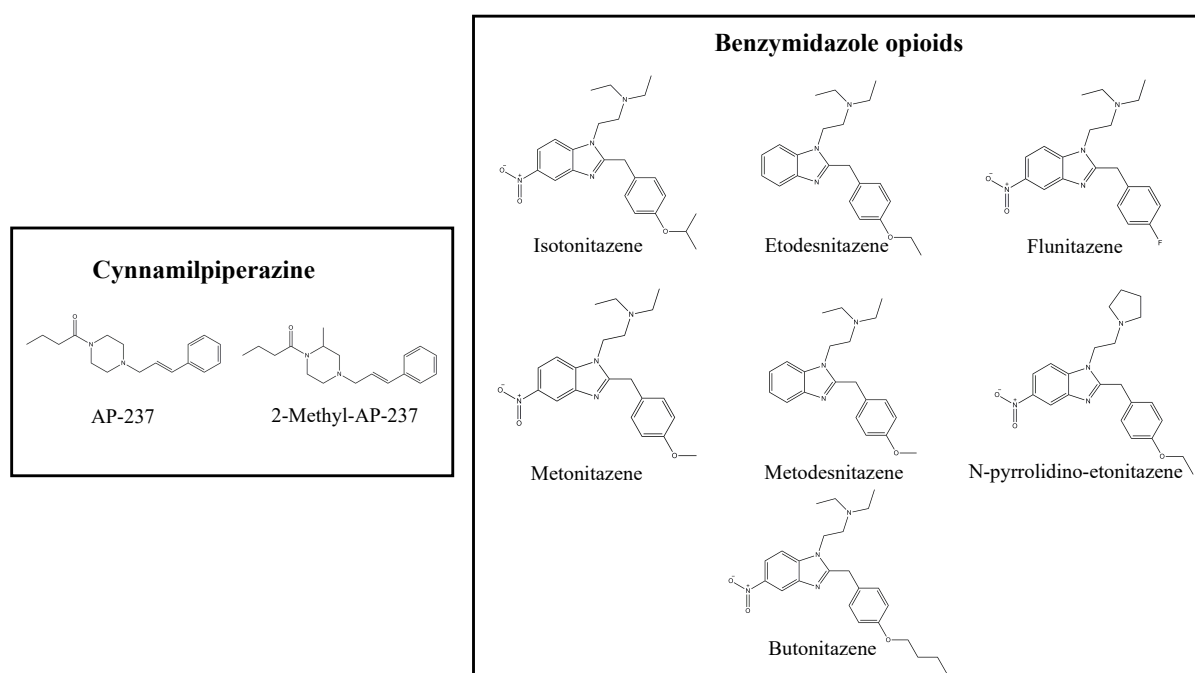 Benzymidazole opioids
Isotonitazene
Etodesnitazene
Flunitazene
Cynnamilpiperazine
AP-237
2-Methyl-AP-237
Metonitazene
Metodesnitazene
N-pyrrolidino-etonitazene
Butonitazene